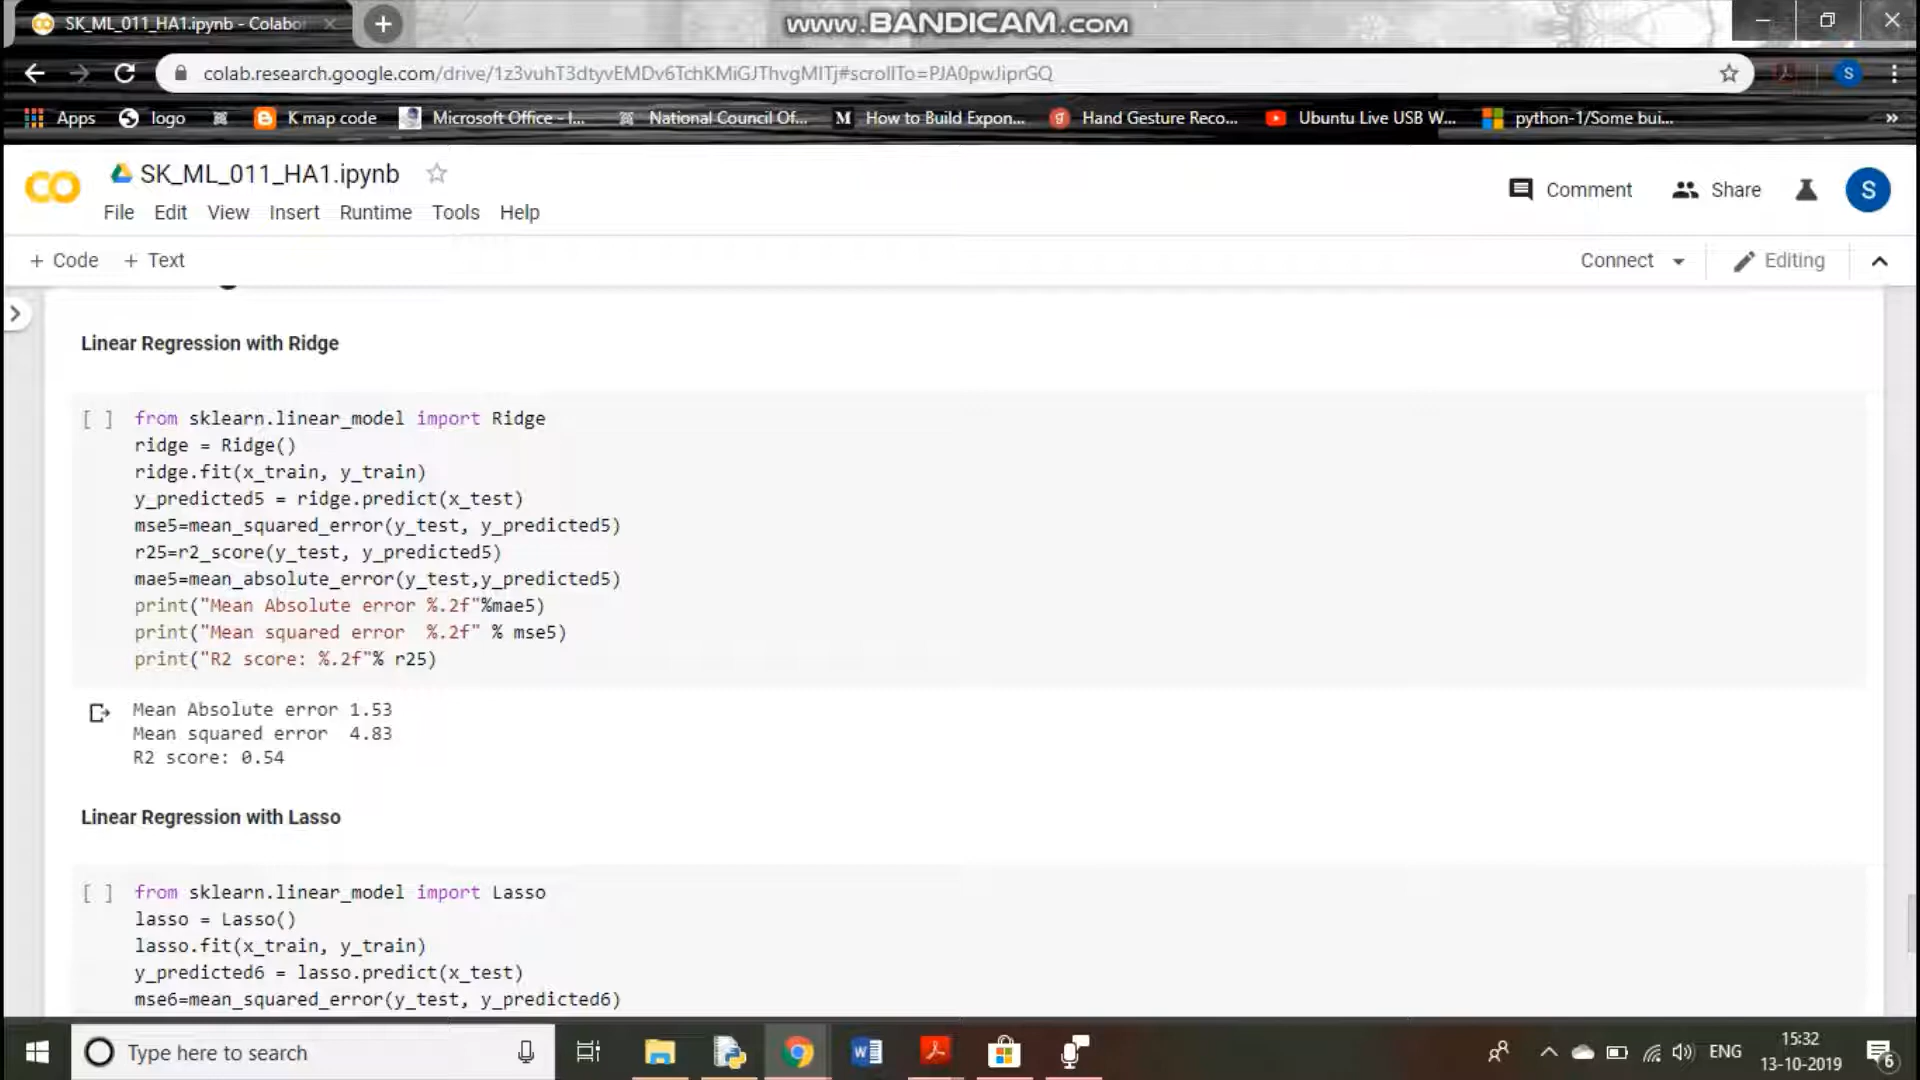 SK_ML_011_HA1.ipynb - Colabo
www.BANDICAM.com
colab.research.google.com/drive/1z3vuhT3dtyvEMDv6TchKMiGJThvgMITj#scrollTo=PJA0pwJiprGQ
S
Apps
logo
K map code
Microsoft Office - I...
National Council Of...
M How to Build Expon...
Hand Gesture Reco...
Ubuntu Live USB W...
python-1/Some bui...
»
CO
SK_ML_011_HA1.ipynb
File Edit View Insert Runtime Tools Help
Comment
Share
S
+ Code + Text
Connect
Editing
Linear Regression with Ridge
[ ] from sklearn.linear_model import Ridge
ridge = Ridge()
ridge.fit(x_train, y_train)
y_predicted5 = ridge.predict(x_test)
mse5=mean_squared_error(y_test, y_predicted5)
r25=r2_score(y_test, y_predicted5)
mae5=mean_absolute_error(y_test,y_predicted5)
print("Mean Absolute error %.2f"%mae5)
print("Mean squared error  %.2f" % mse5)
print("R2 score: %.2f"% r25)
Mean Absolute error 1.53
Mean squared error  4.83
R2 score: 0.54
Linear Regression with Lasso
[ ] from sklearn.linear_model import Lasso
lasso = Lasso()
lasso.fit(x_train, y_train)
y_predicted6 = lasso.predict(x_test)
mse6=mean_squared_error(y_test, y_predicted6)
Type here to search
ENG
15:32
13-10-2019
6